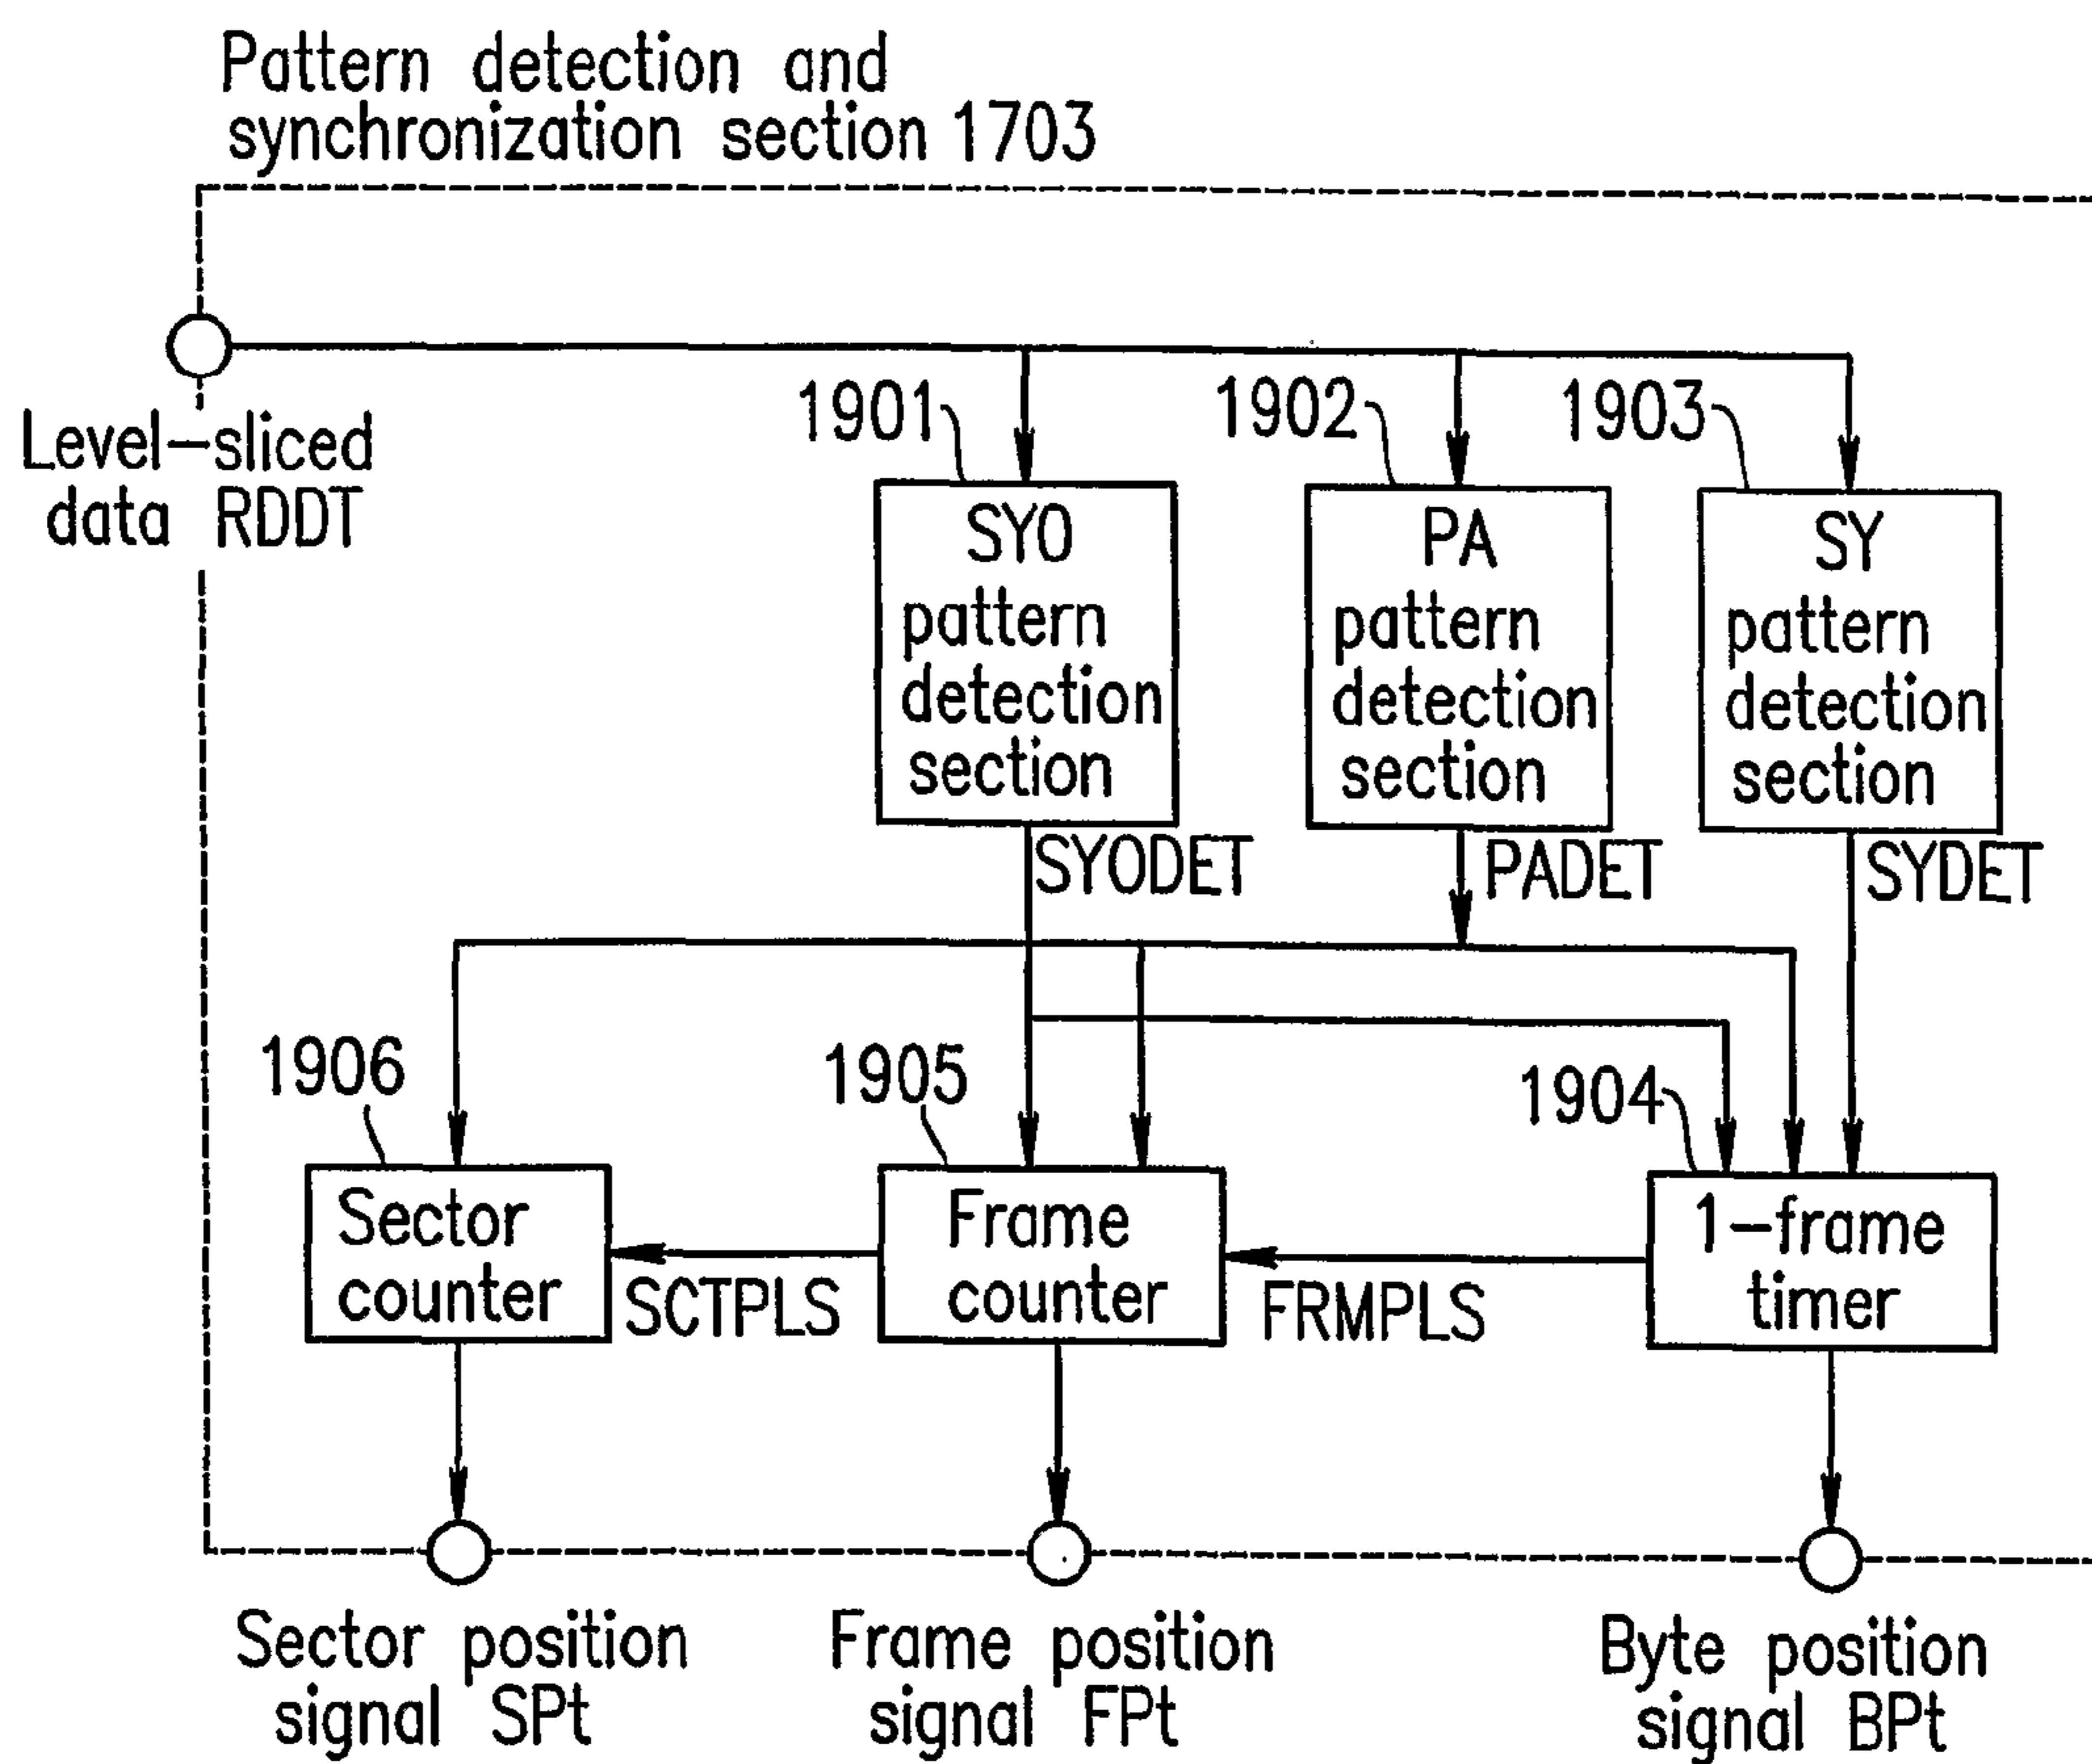 Pattern detection and
synchronization section 1703
Level-sliced
data RDDT
1901
1902
1903
SYO
pattern
detection
section
PA
pattern
detection
section
SY
pattern
detection
section
SYODET
PADET
SYDET
1906
1905
1904
Sector
counter
SCTPLS
Frame
counter
FRMPLS
1-frame
timer
Sector position
signal SPt
Frame position
signal FPt
Byte position
signal BPt